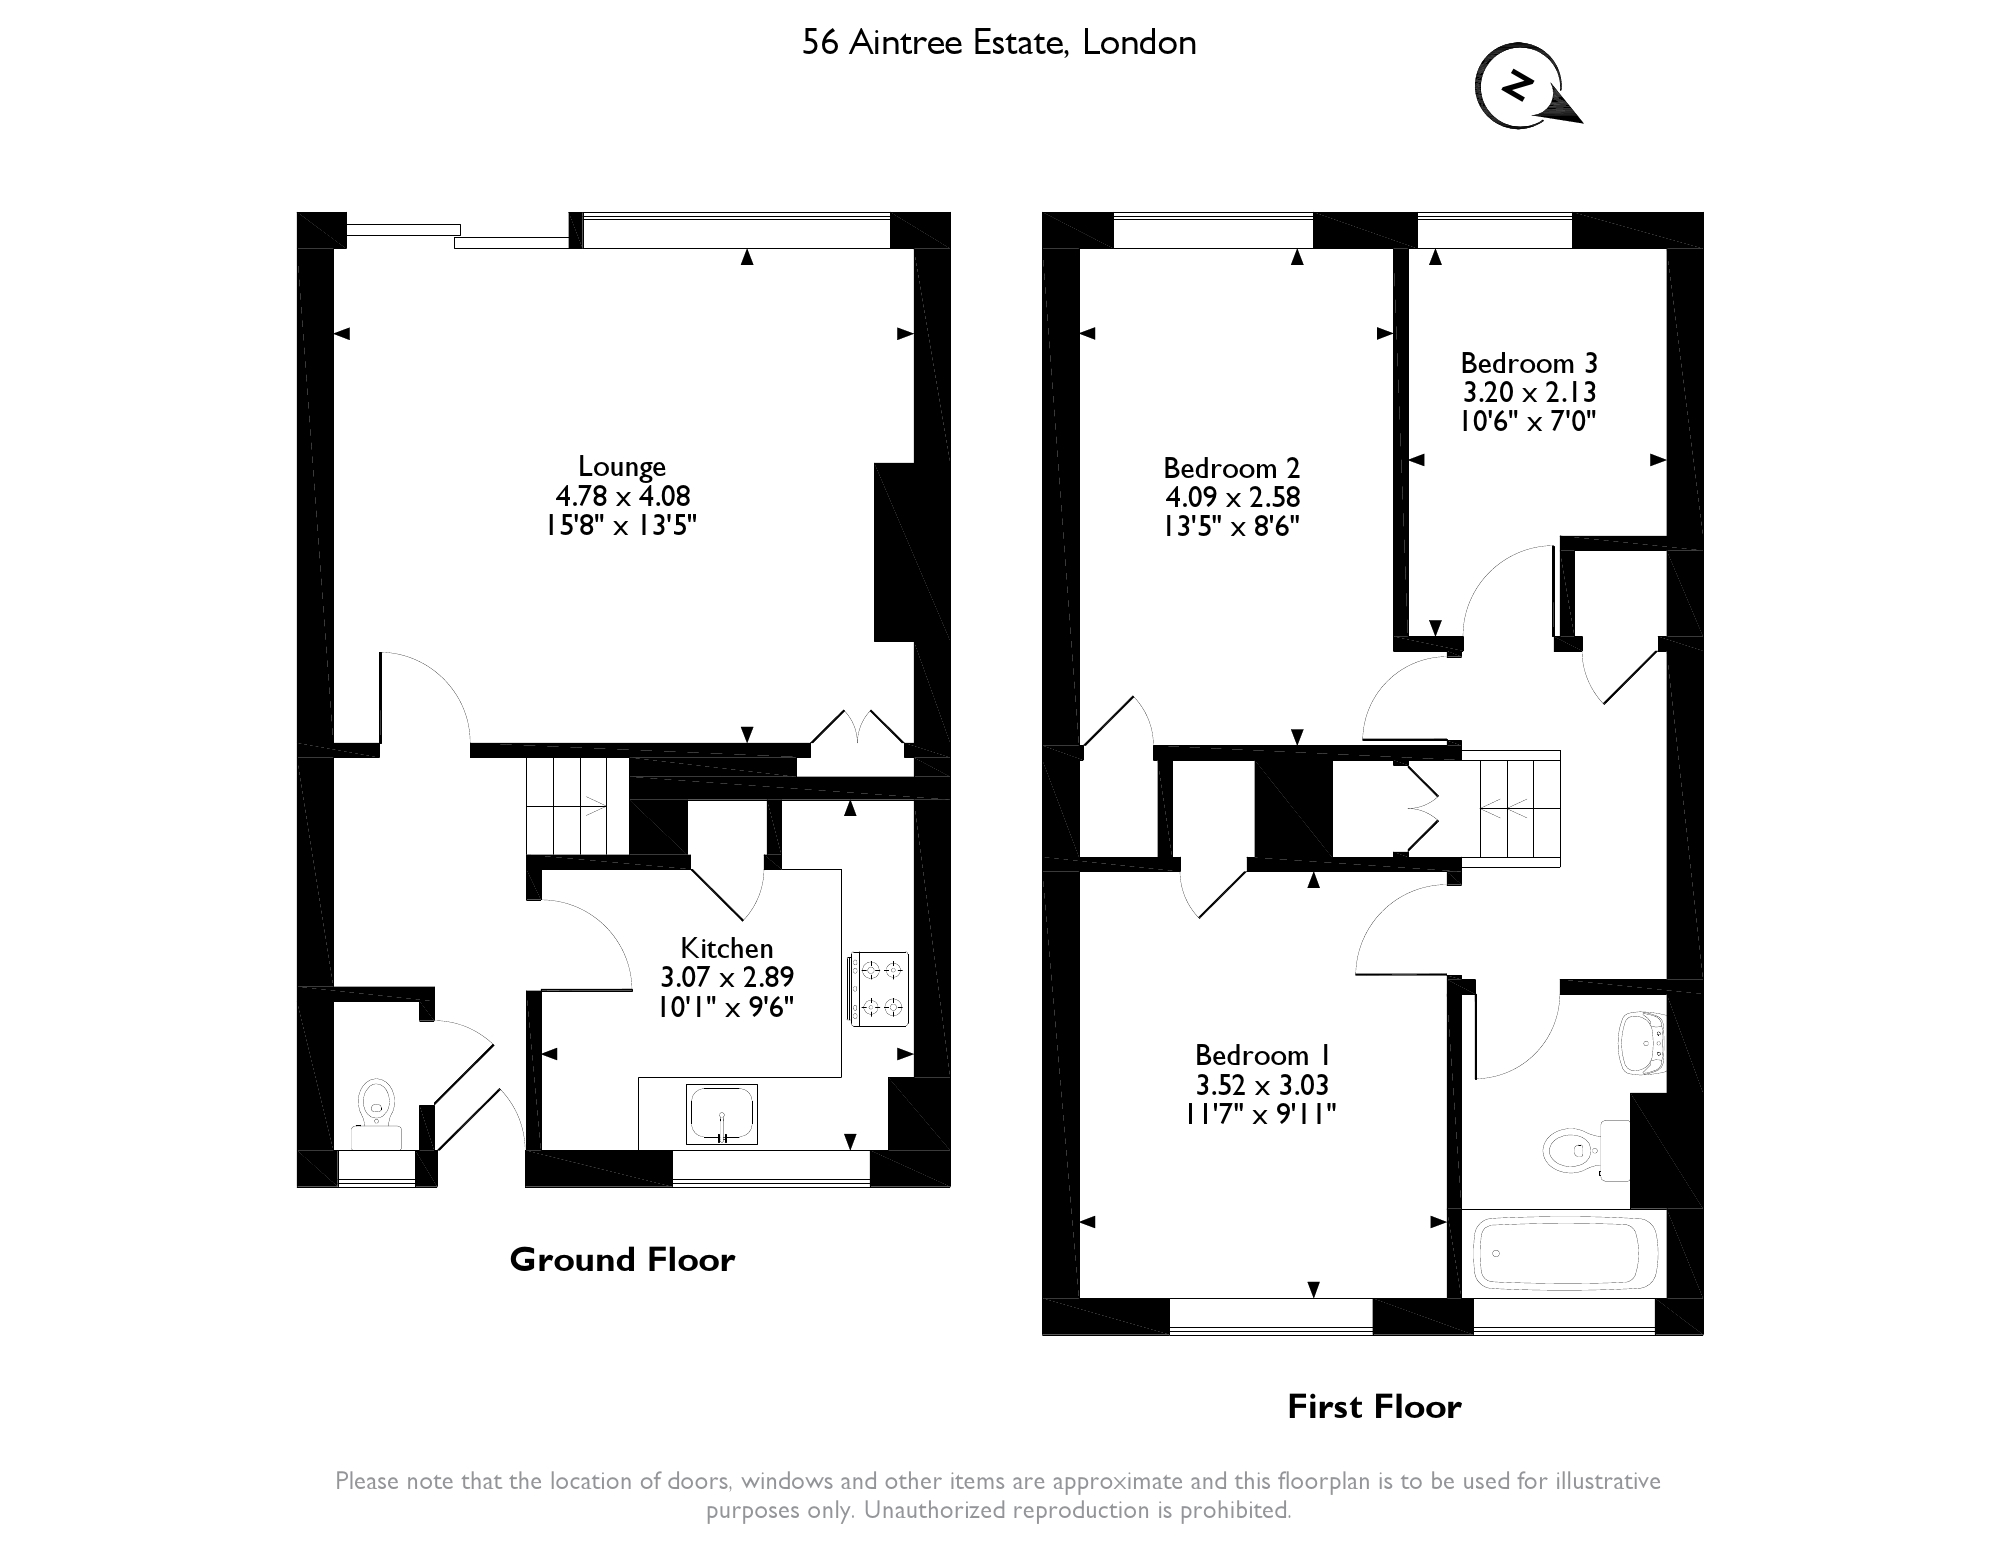 56 Aintree Estate, London
N
Lounge
4.78 x 4.08
15'8" x 13'5"
Kitchen
3.07 x 2.89
10'1" x 9'6"
Ground Floor
Bedroom 2
4.09 x 2.58
13'5" x 8'6"
Bedroom 3
3.20 x 2.13
10'6" x 7'0"
Bedroom 1
3.52 x 3.03
11'7" x 9'11"
First Floor
Please note that the location of doors, windows and other items are approximate and this floorplan is to be used for illustrative
purposes only. Unauthorized reproduction is prohibited.